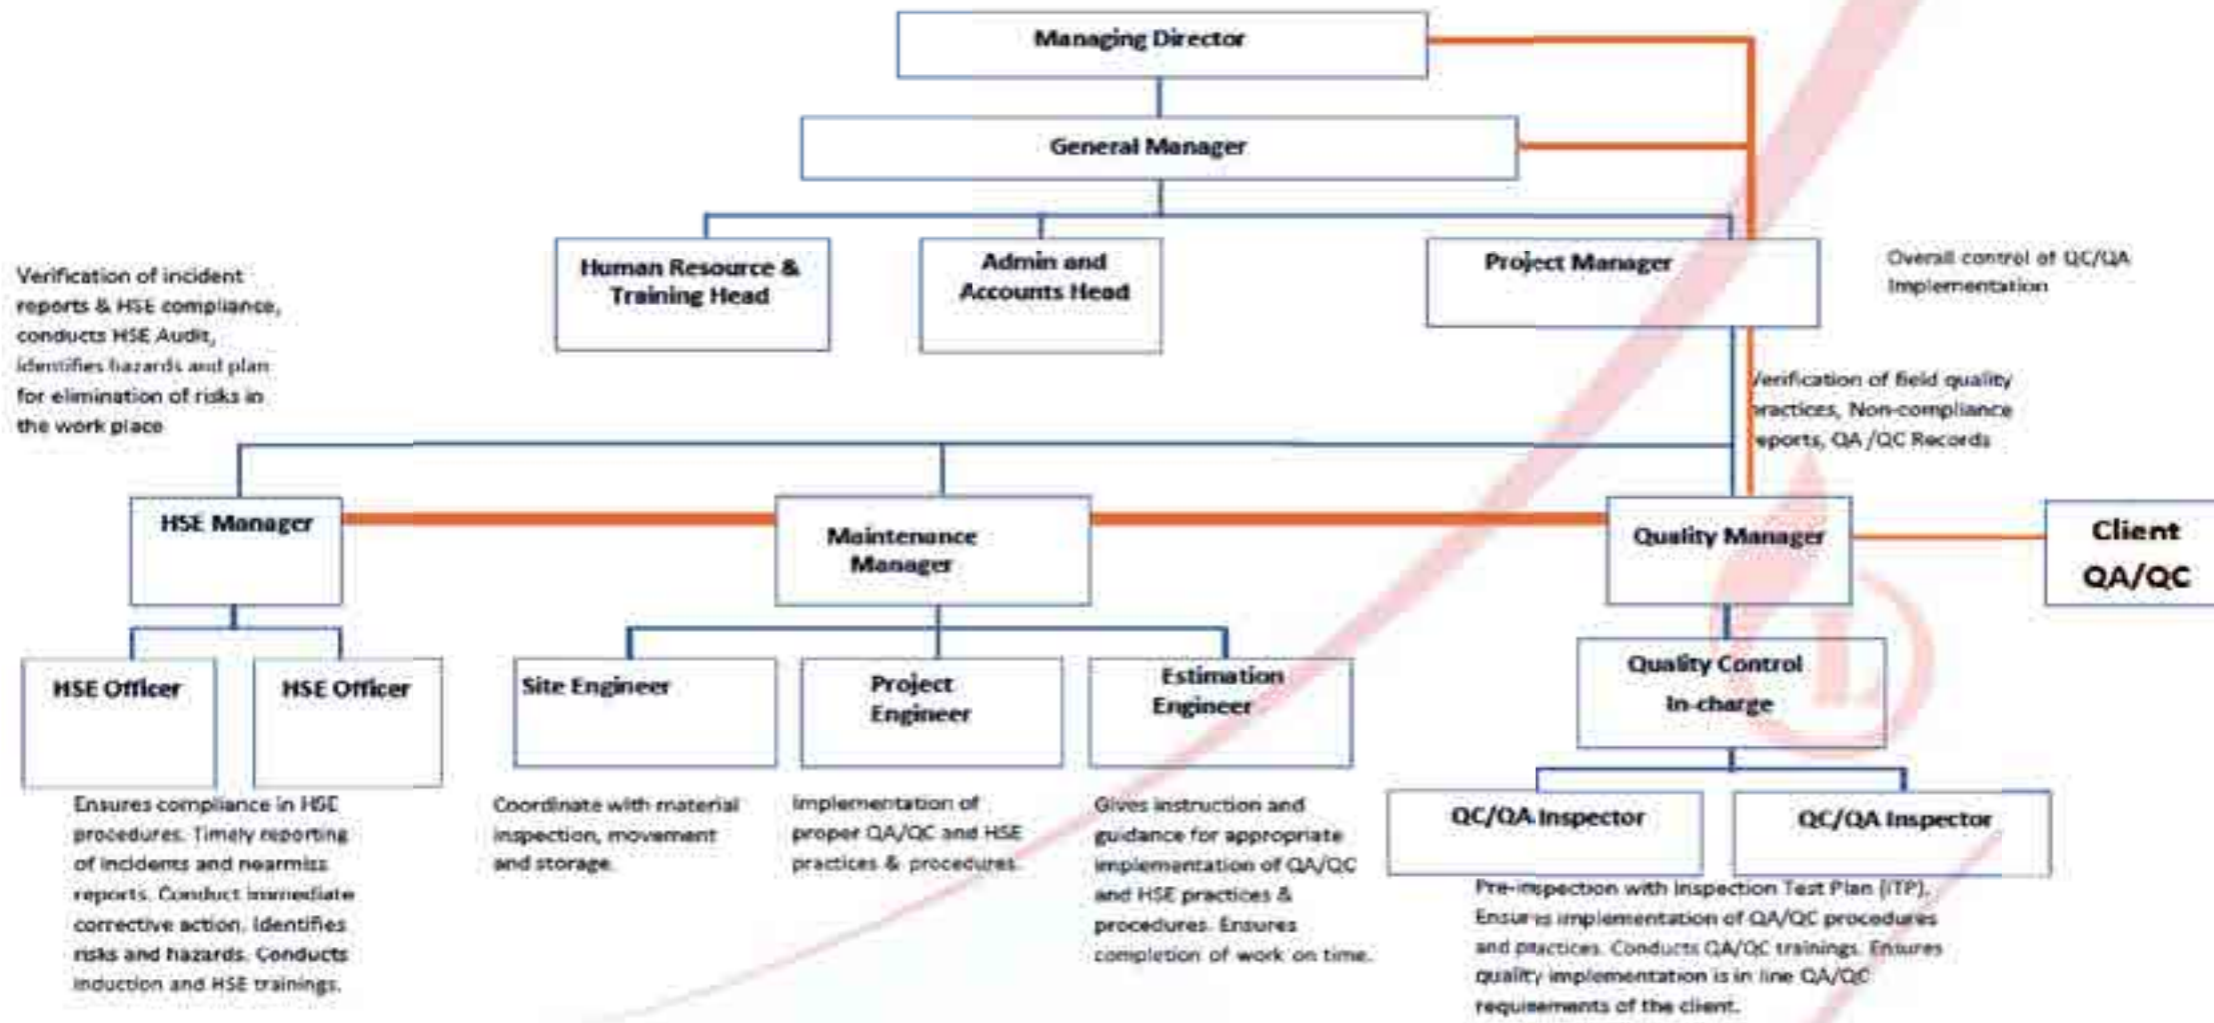 Managing Director
General Manager
Human Resource &
Training Head
Admin and
Accounts Head
Project Manager
Overall control of QC/QA
Implementation
Verification of incident
reports & HSE compliance,
conducts HSE Audit,
identifies hazards and plan
for elimination of risks in
the work place
Verification of field quality
practices, Non-compliance
reports, QA /QC Records
HSE Manager
Maintenance
Manager
Quality Manager
Client
QA/QC
HSE Officer
HSE Officer
Site Engineer
Project
Engineer
Estimation
Engineer
Quality Control
In-charge
QC/QA Inspector
QC/QA Inspector
Ensures compliance in HSE
procedures. Timely reporting
of incidents and nearmiss
reports. Conduct immediate
corrective action. Identifies
risks and hazards. Conducts
induction and HSE trainings.
Coordinate with material
inspection, movement
and storage.
Implementation of
proper QA/QC and HSE
practices & procedures.
Gives instruction and
guidance for appropriate
implementation of QA/QC
and HSE practices &
procedures. Ensures
completion of work on time.
Pre-inspection with Inspection Test Plan (ITP).
Ensures implementation of QA/QC procedures
and practices. Conducts QA/QC trainings. Ensures
quality implementation is in line QA/QC
requirements of the client.